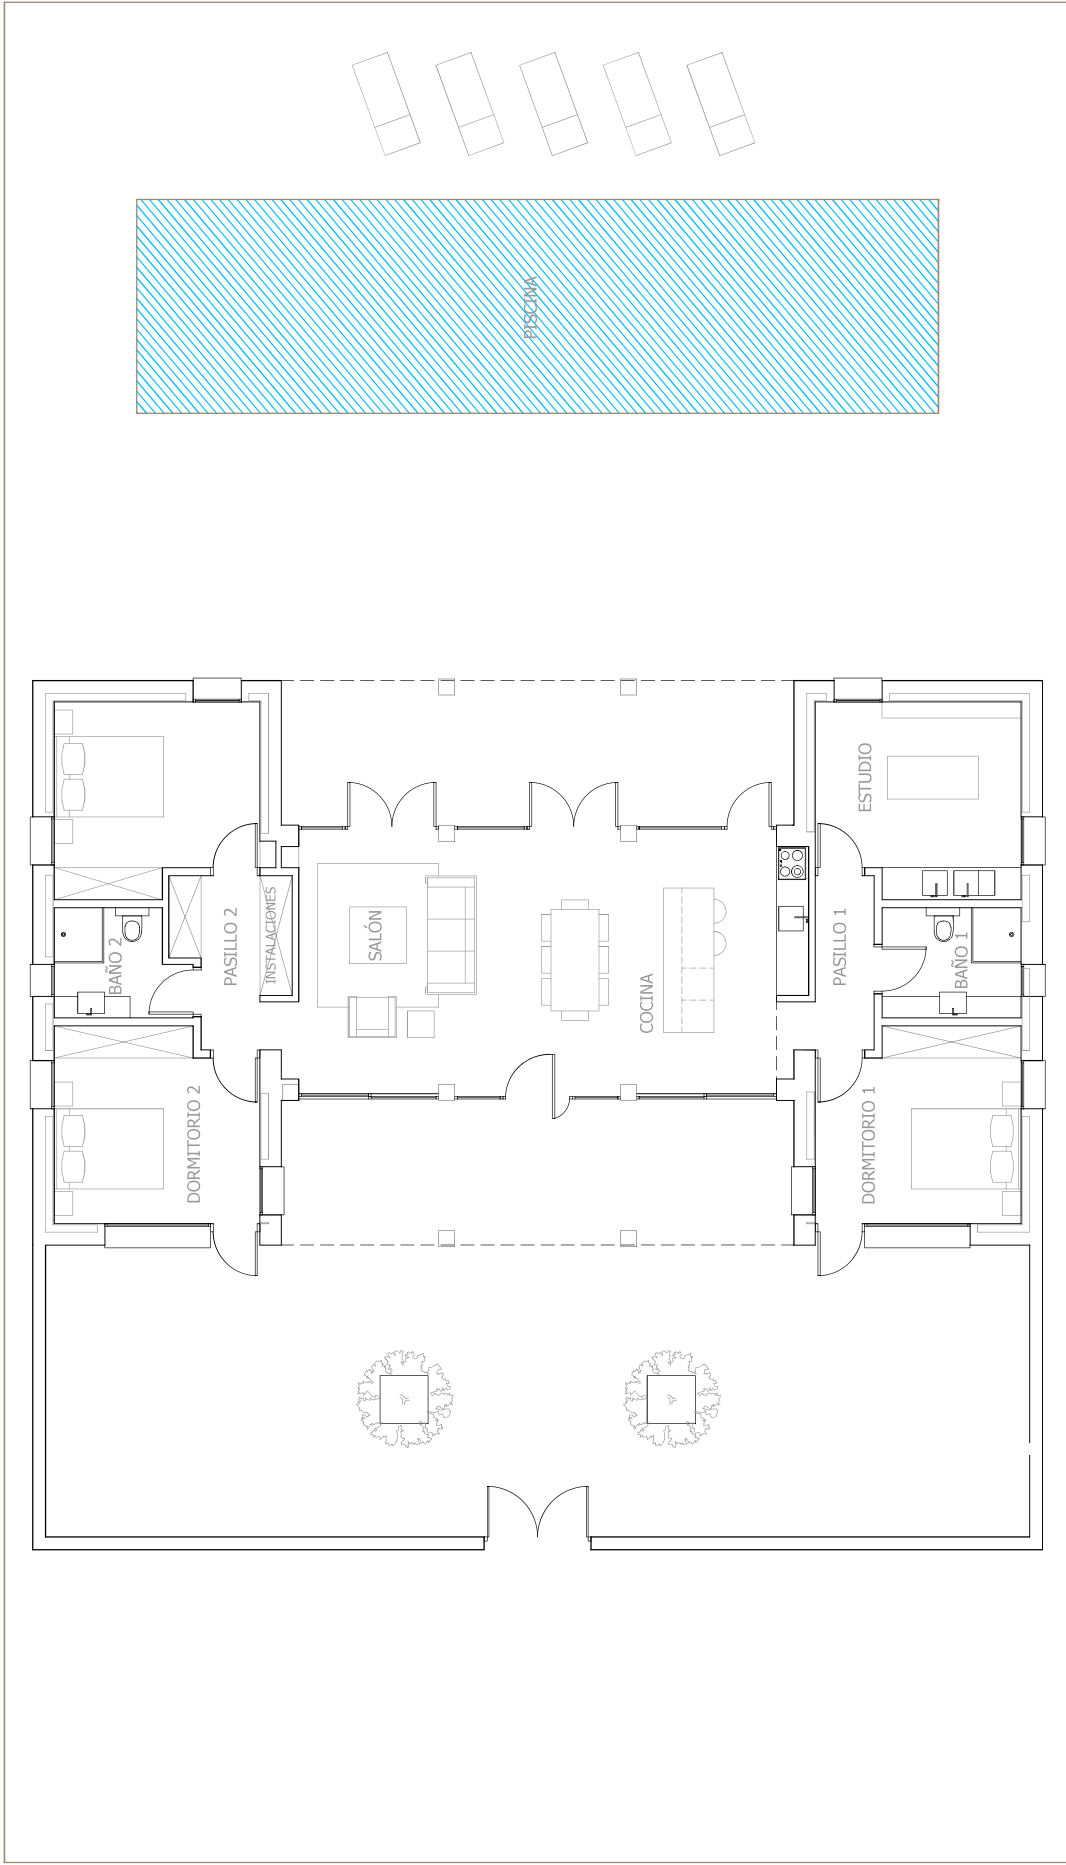 PISCINA
ESTUDIO
SALÓN
INSTALACIONES
PASILLO 2
PASILLO 1
BAÑO 2
BAÑO 1
COCINA
DORMITORIO 2
DORMITORIO 1